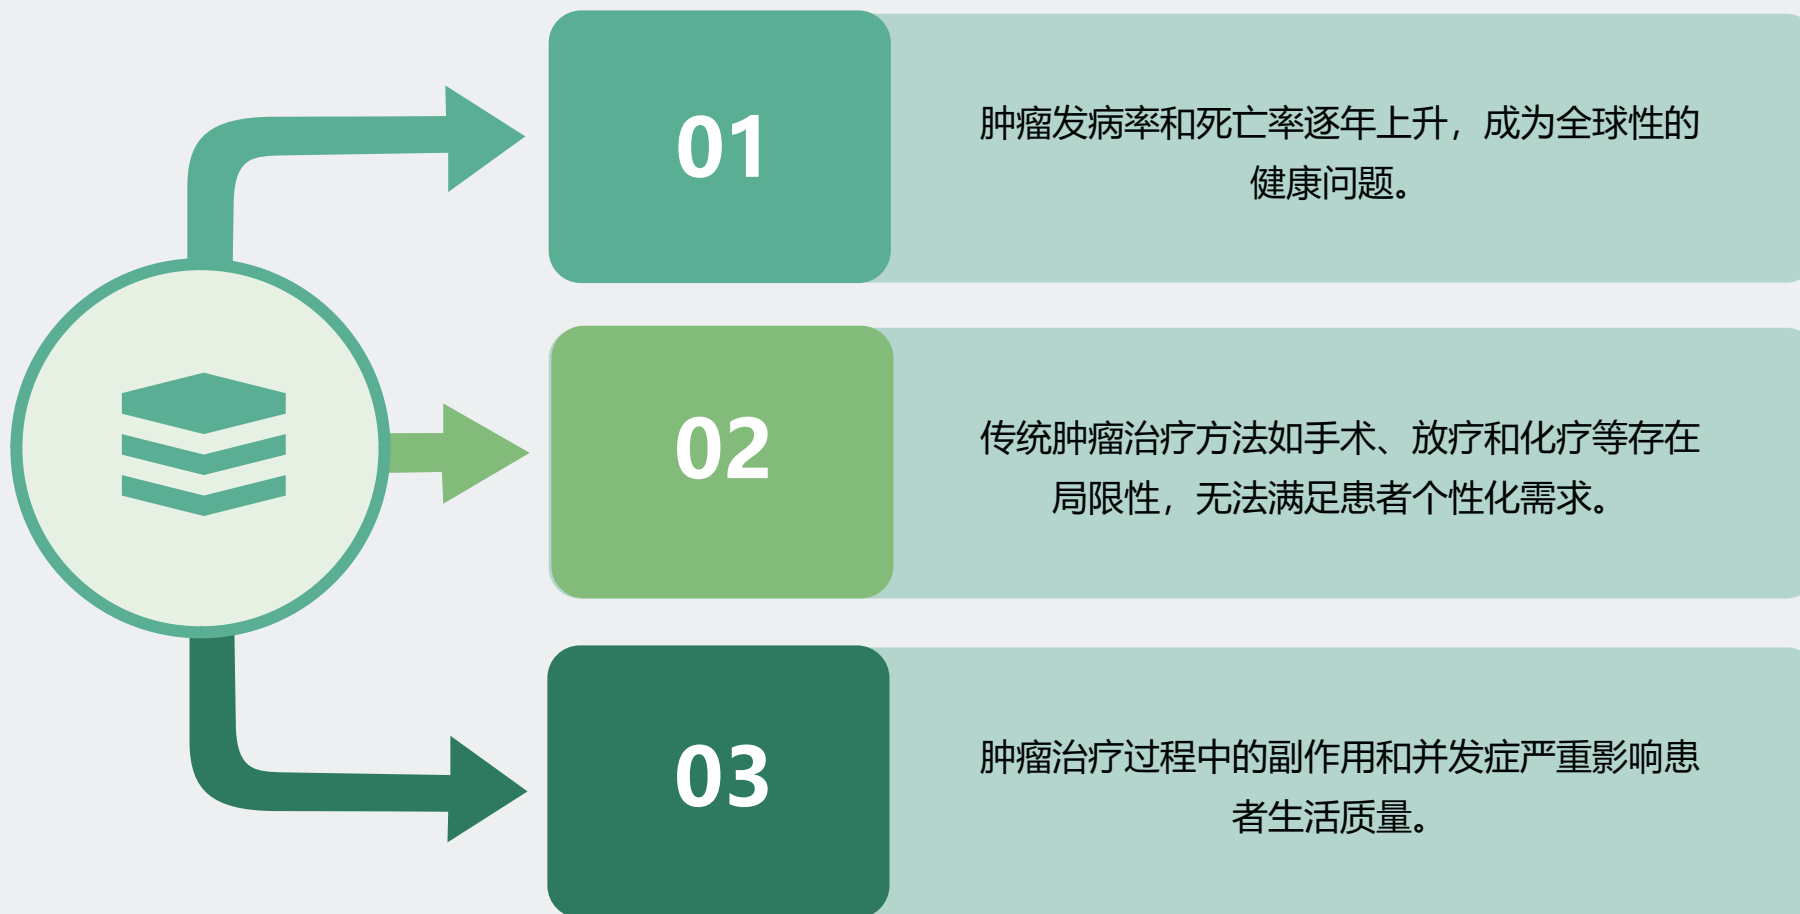 01
肿瘤发病率和死亡率逐年上升，成为全球性的
健康问题。
02
传统肿瘤治疗方法如手术、放疗和化疗等存在
局限性，无法满足患者个性化需求。
03
肿瘤治疗过程中的副作用和并发症严重影响患
者生活质量。